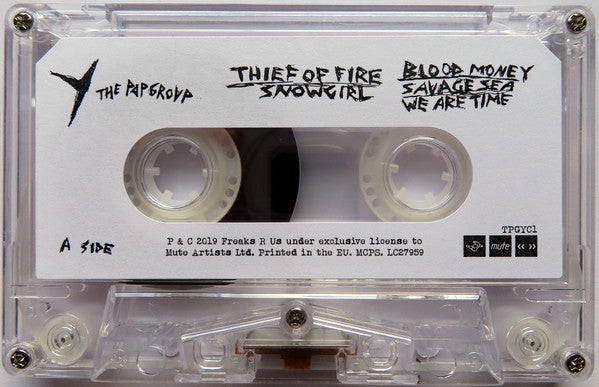 Y THE POP GROUP
THIEF OF FIRE
SNOWGIRL
BLOOD MONEY
SAVAGE SEA
WE ARE TIME
A SIDE
P & C 2019 Freaks R Us under exclusive license to
Mute Artists Ltd. Printed in the EU. MCPS. LC27959
TPGYC1
mute